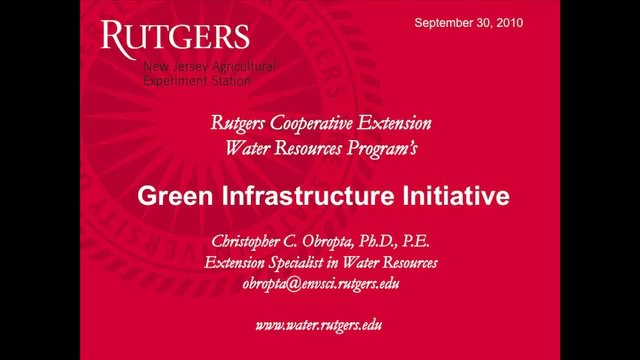 September 30, 2010
RUTGERS
New Jersey Agricultural
Experiment Station
Rutgers Cooperative Extension
Water Resources Program's
Green Infrastructure Initiative
Christopher C. Obropta, Ph.D., P.E.
Extension Specialist in Water Resources
obropta@envsci.rutgers.edu
www.water.rutgers.edu